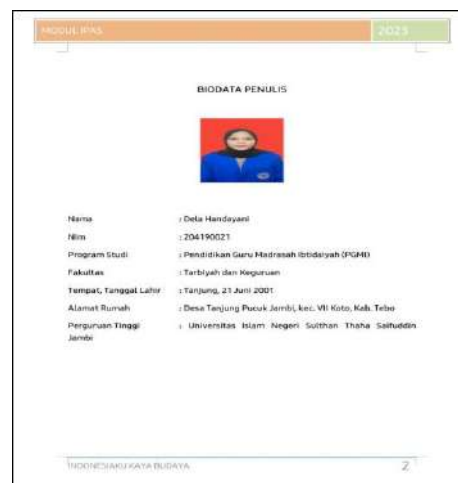 MODUL IPAS 2023
BIODATA PENULIS
Nama : Dela Handayani
Nim : 204190021
Program Studi : Pendidikan Guru Madrasah Ibtidaiyah (PGMI)
Fakultas : Tarbiyah dan Keguruan
Tempat, Tanggal Lahir : Tanjung, 21 Juni 2001
Alamat Rumah : Desa Tanjung Pucuk Jambi, kec. VII Koto, Kab. Tebo
Perguruan Tinggi : Universitas Islam Negeri Sulthan Thaha Saifuddin
Jambi
INDONESIAKU KAYA BUDAYA 2